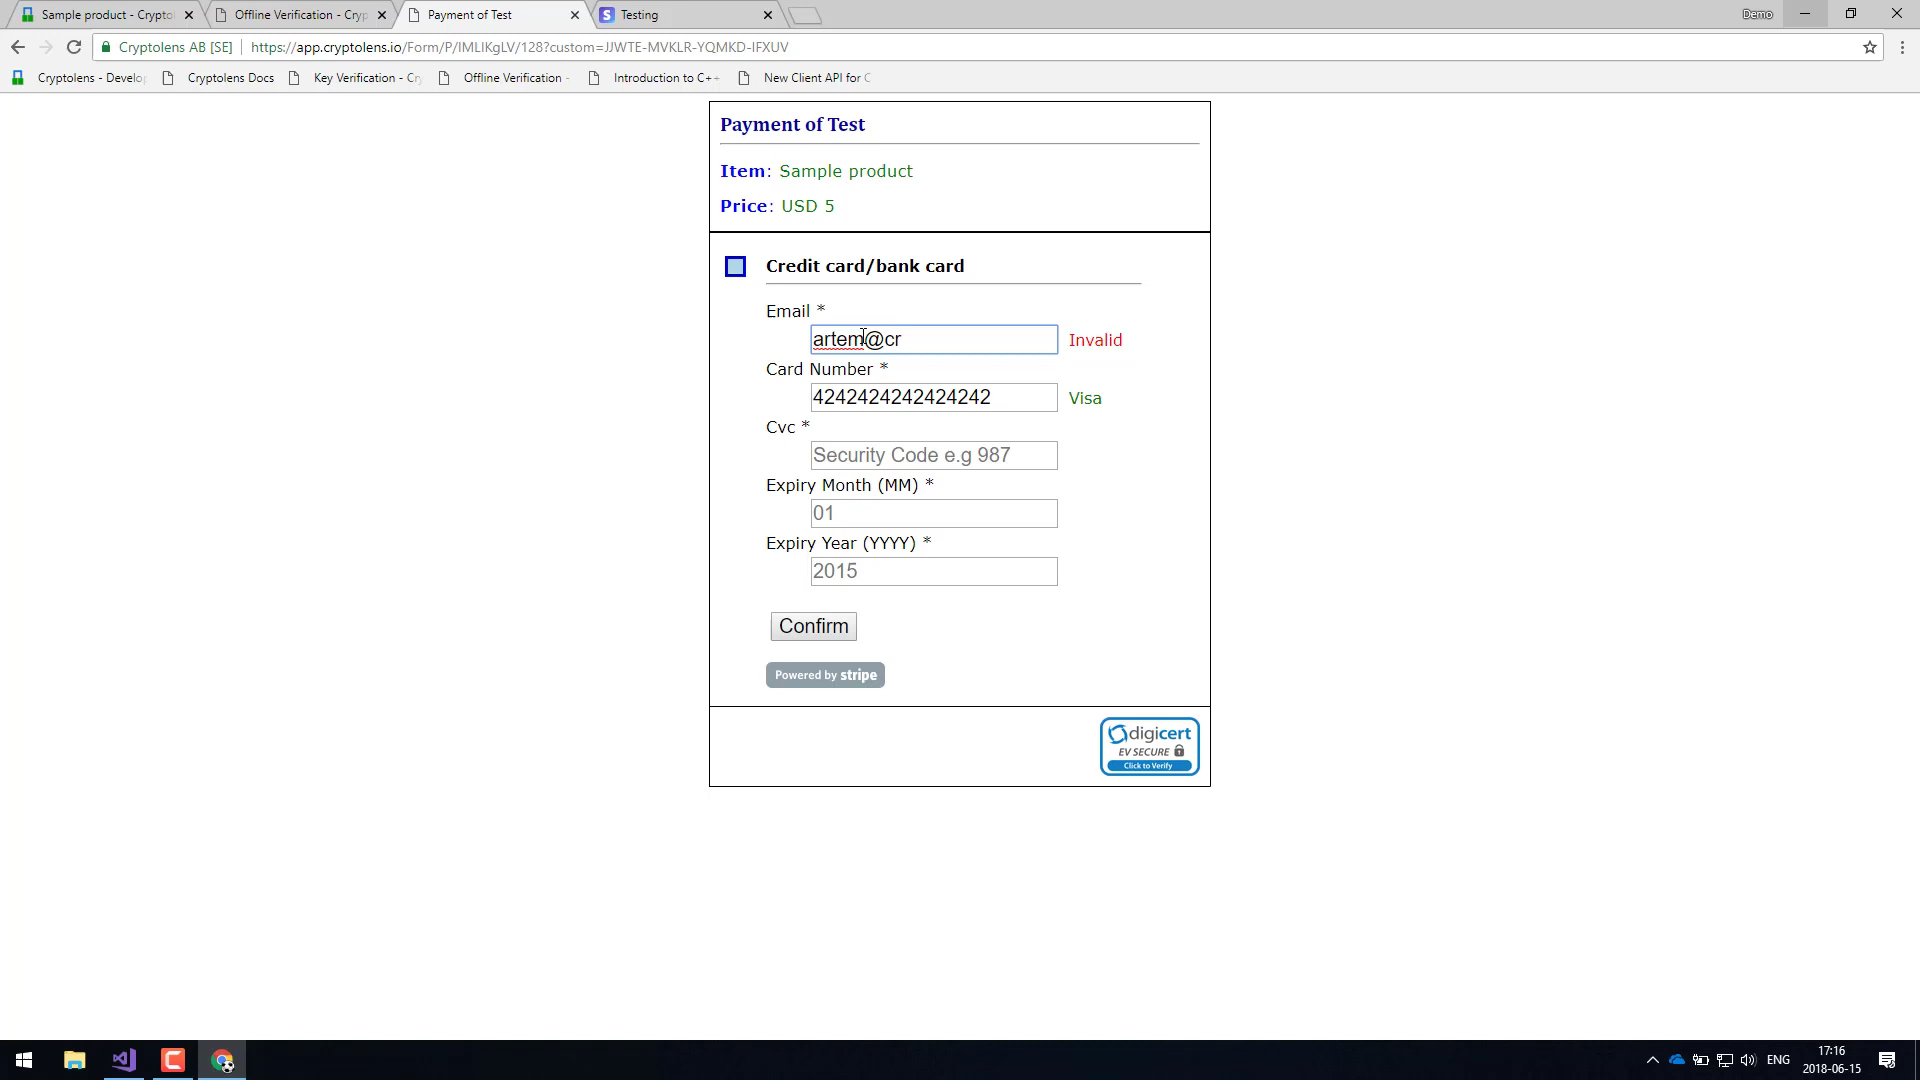 Sample product - Cryptol
Offline Verification - Cryp
Payment of Test
Testing
Demo
Cryptolens AB [SE]
https://app.cryptolens.io/Form/P/IMLIKgLV/128?custom=JJWTE-MVKLR-YQMKD-IFXUV
Cryptolens - Develo
Cryptolens Docs
Key Verification - Cr
Offline Verification -
Introduction to C++
New Client API for C
Payment of Test
Item: Sample product
Price: USD 5
Credit card/bank card
Email *
artem@cr
Invalid
Card Number *
4242424242424242
Visa
Cvc *
Security Code e.g 987
Expiry Month (MM) *
01
Expiry Year (YYYY) *
2015
Confirm
Powered by stripe
digicert
EV SECURE
Click to Verify
ENG
17:16
2018-06-15